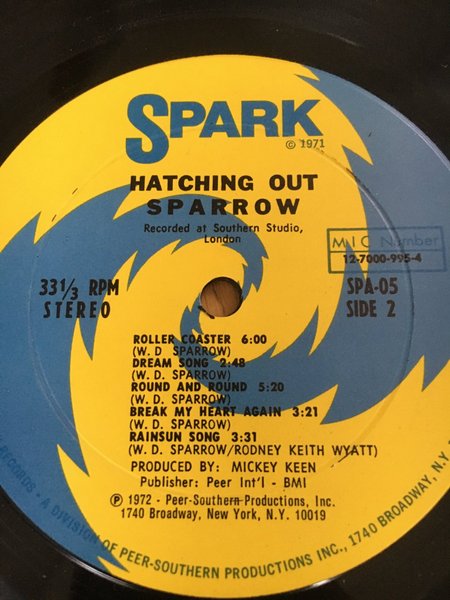 SPARK
© 1971
HATCHING OUT
SPARROW
Recorded at Southern Studio,
London
MIC Number
12-7000-995-4
33 1/3 RPM
STEREO
SPA-05
SIDE 2
ROLLER COASTER 6:00
(W. D SPARROW)
DREAM SONG 2:48
(W. D. SPARROW)
ROUND AND ROUND 5:20
(W. D. SPARROW)
BREAK MY HEART AGAIN 3:21
(W. D. SPARROW)
RAINSUN SONG 3:31
(W. D. SPARROW/RODNEY KEITH WYATT)
PRODUCED BY: MICKEY KEEN
Publisher: Peer Int'l - BMI
℗ 1972 - Peer-Southern Productions, Inc.
1740 Broadway, New York, N.Y. 10019
RECORDS - A DIVISION OF PEER-SOUTHERN PRODUCTIONS INC., 1740 BROADWAY, N.Y.